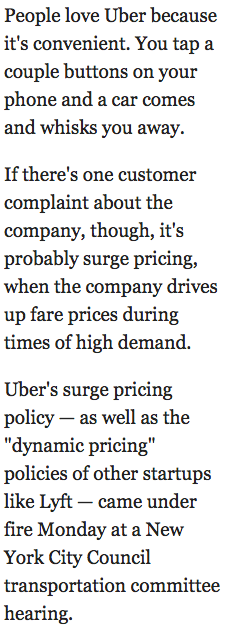 People love Uber because
it's convenient. You tap a
couple buttons on your
phone and a car comes
and whisks you away.
If there's one customer
complaint about the
company, though, it's
probably surge pricing,
when the company drives
up fare prices during
times of high demand.
Uber's surge pricing
policy — as well as the
"dynamic pricing"
policies of other startups
like Lyft — came under
fire Monday at a New
York City Council
transportation committee
hearing.